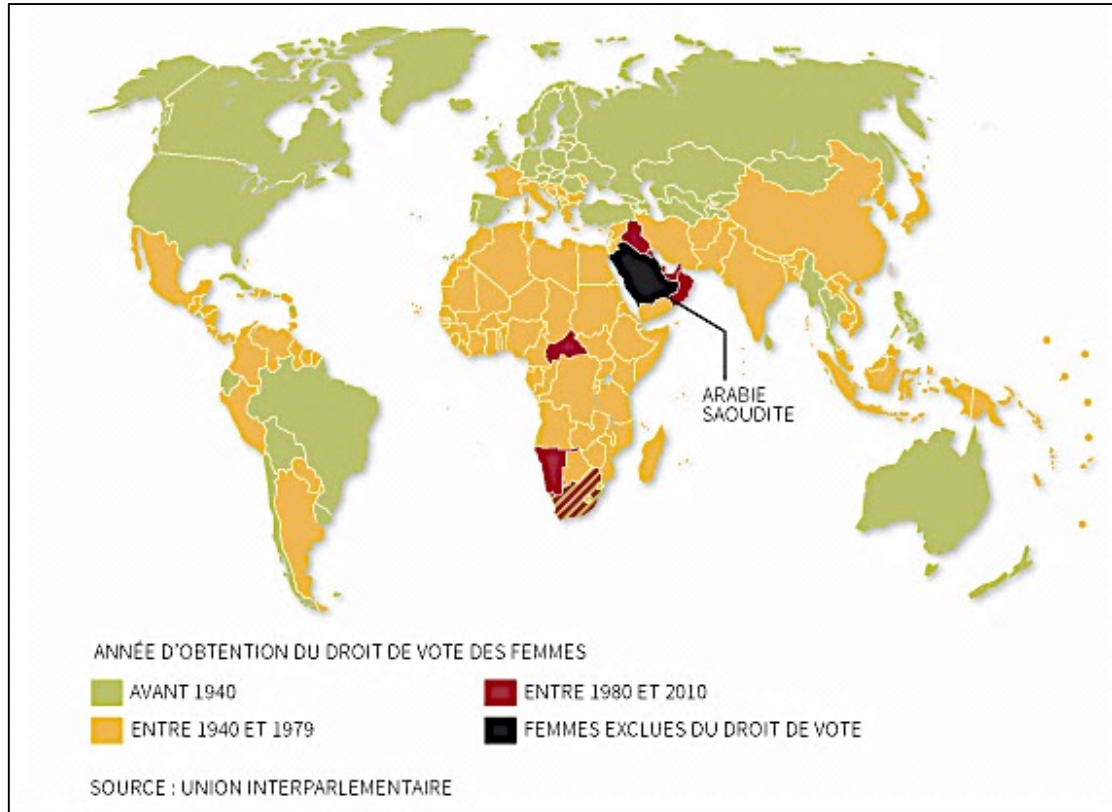 ARABIE
SAOUDITE
ANNÉE D'OBTENTION DU DROIT DE VOTE DES FEMMES
AVANT 1940
ENTRE 1980 ET 2010
ENTRE 1940 ET 1979
FEMMES EXCLUES DU DROIT DE VOTE
SOURCE : UNION INTERPARLEMENTAIRE